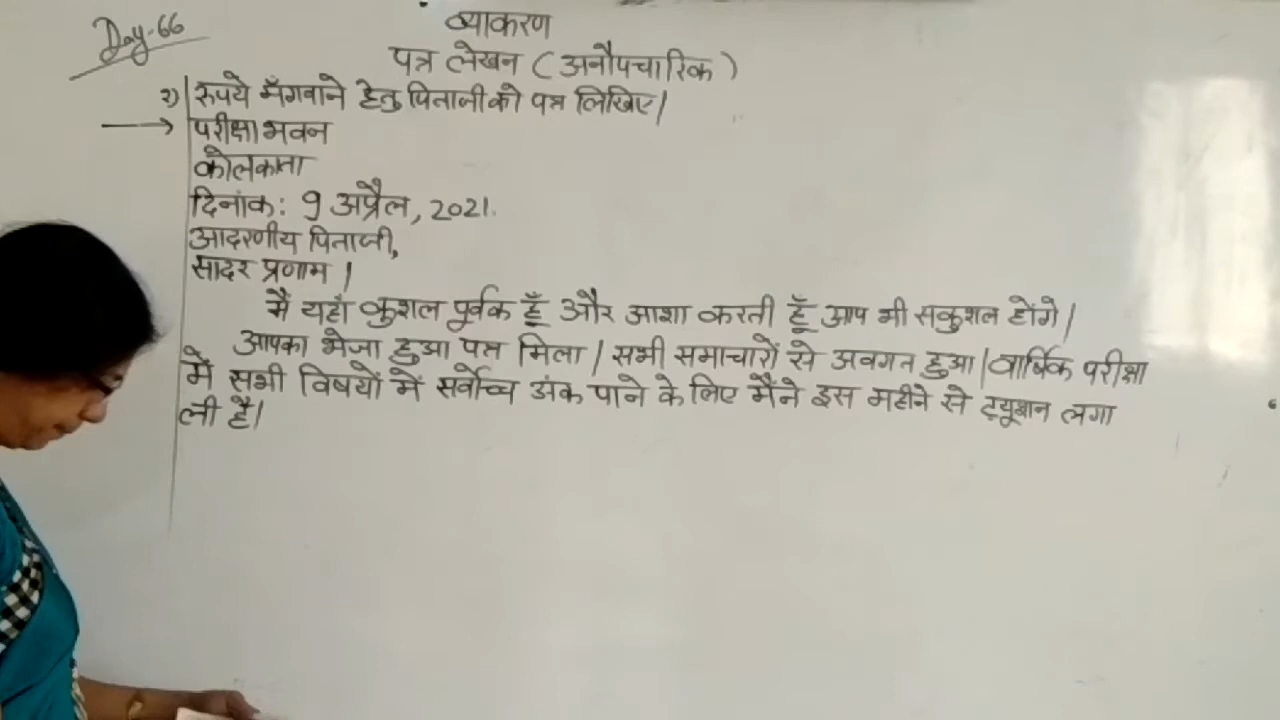 Day-66
व्याकरण
पत्र लेखन (अनौपचारिक)
२) रुपये मँगवाने हेतु पिताजी को पत्र लिखिए।
→ परीक्षा भवन
कोलकाता
दिनांक: 9 अप्रैल, 2021.
आदरणीय पिताजी,
सादर प्रणाम।
मैं यहाँ कुशल पूर्वक हूँ और आशा करती हूँ आप भी सकुशल होंगे।
आपका भेजा हुआ पत्र मिला। सभी समाचारों से अवगत हुआ। वार्षिक परीक्षा
में सभी विषयों में सर्वोच्च अंक पाने के लिए मैंने इस महीने से ट्यूशन लगा
ली है।